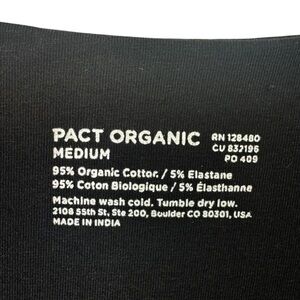 PACT ORGANIC RN 128480
MEDIUM CU 837196
PO 409
95% Organic Cotton / 5% Elastane
95% Coton Biologique / 5% Élasthanne
Machine wash cold. Tumble dry low.
2108 55th St, Ste 200, Boulder CO 80301, USA
MADE IN INDIA